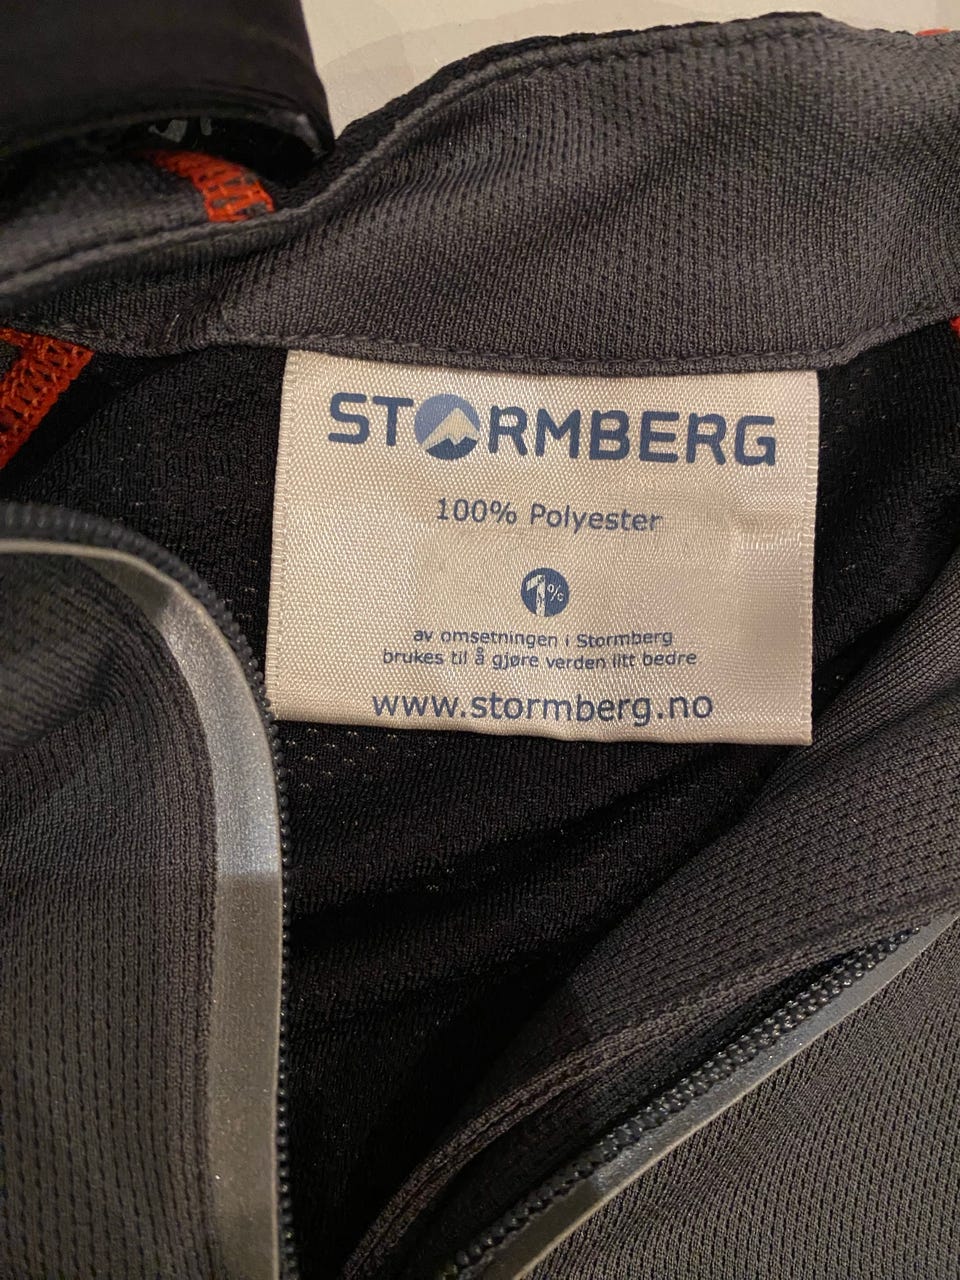 STORMBERG
100% Polyester
1%
av omsetningen i Stormberg
brukes til å gjøre verden litt bedre
www.stormberg.no